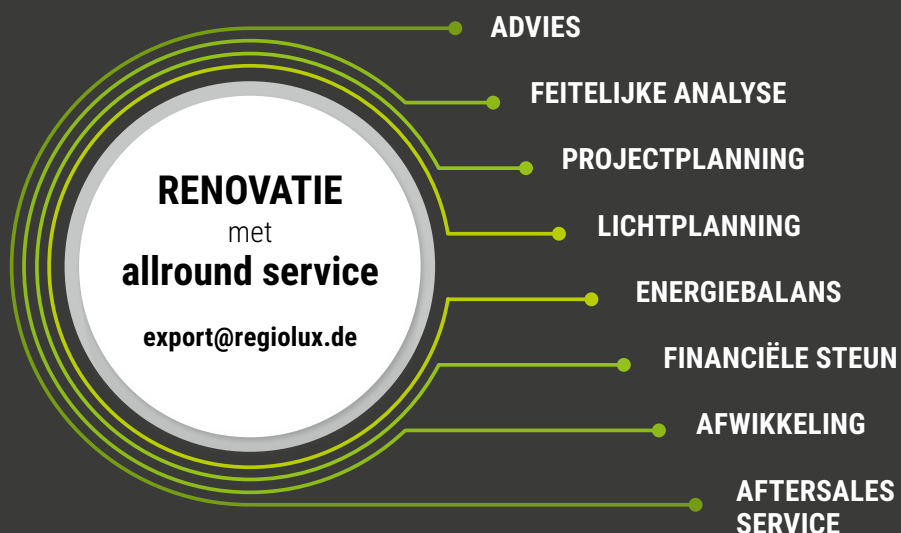 RENOVATIE
met
allround service
export@regiolux.de
ADVIES
FEITELIJKE ANALYSE
PROJECTPLANNING
LICHTPLANNING
ENERGIEBALANS
FINANCIËLE STEUN
AFWIKKELING
AFTERSALES
SERVICE